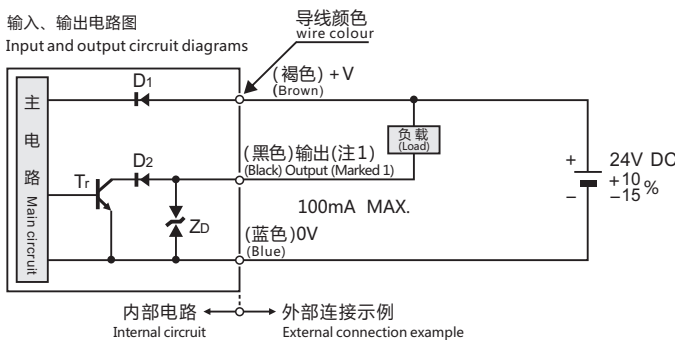 输入、输出电路图
Input and output circruit diagrams
导线颜色
wire colour
(褐色) +V
(Brown)
D1
主电路
Main circruit
负载
(Load)
(黑色)输出(注1)
(Black) Output (Marked 1)
D2
Tr
ZD
100mA MAX.
+
−
24V DC
+10
−15 %
(蓝色)0V
(Blue)
内部电路
Internal circruit
外部连接示例
External connection example